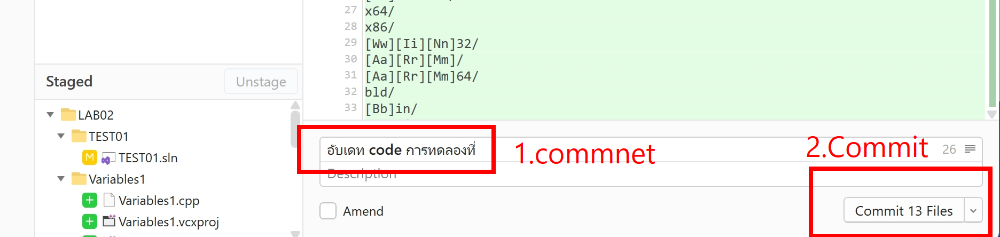 27 x64/
28 x86/
29 [Ww][Ii][Nn]32/
30 [Aa][Rr][Mm]/
31 [Aa][Rr][Mm]64/
32 bld/
33 [Bb]in/
Staged
Unstage
LAB02
TEST01
M TEST01.sln
Variables1
+ Variables1.cpp
+ Variables1.vcxproj
อับเดท code การทดลองที่
1.commnet
2.Commit
26
Description
Amend
Commit 13 Files